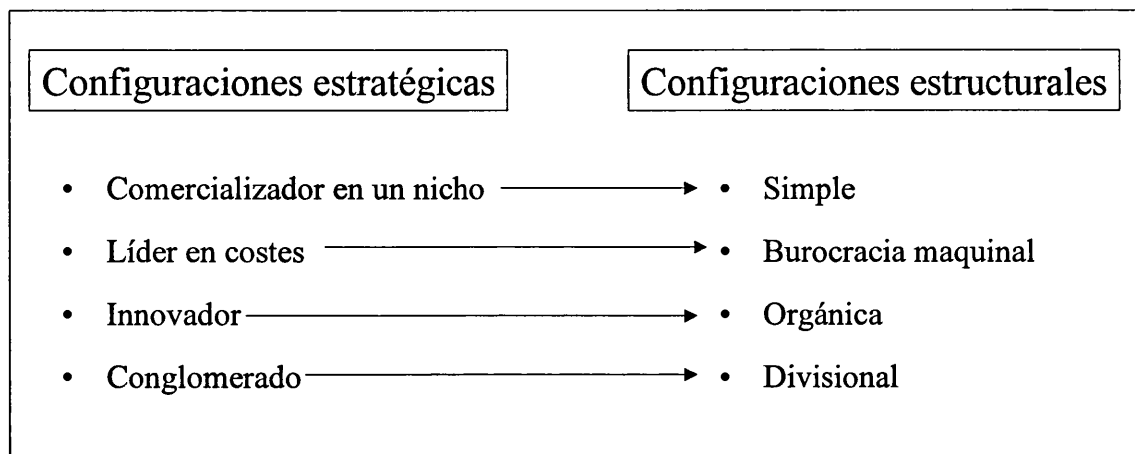 Configuraciones estratégicas
Configuraciones estructurales
• Comercializador en un nicho • Simple
• Líder en costes • Burocracia maquinal
• Innovador • Orgánica
• Conglomerado • Divisional